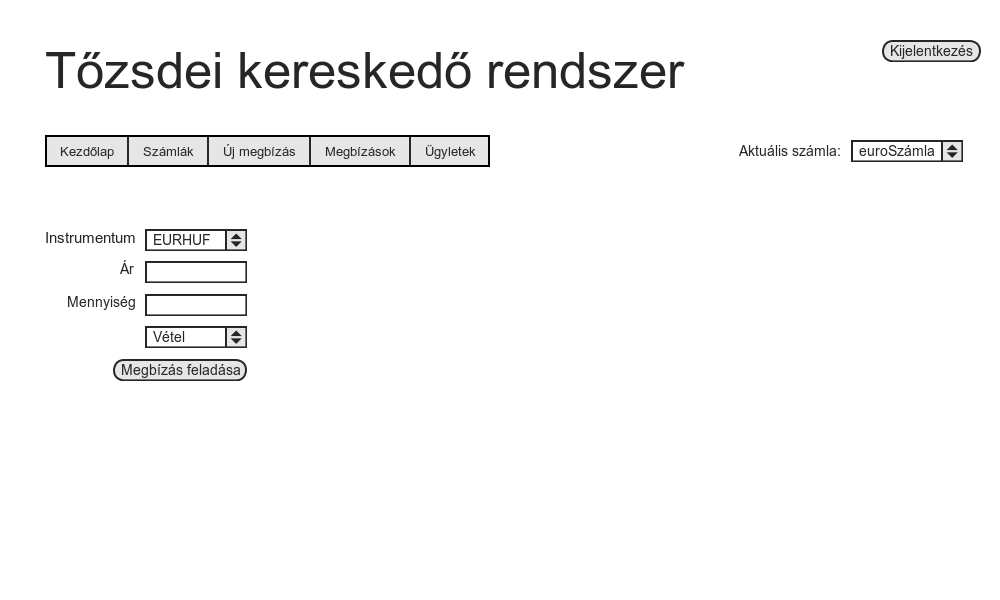 Tőzsdei kereskedő rendszer
Kijelentkezés
Kezdőlap Számlák Új megbízás Megbízások Ügyletek
Aktuális számla: euroSzámla
Instrumentum EURHUF
Ár
Mennyiség
Vétel
Megbízás feladása